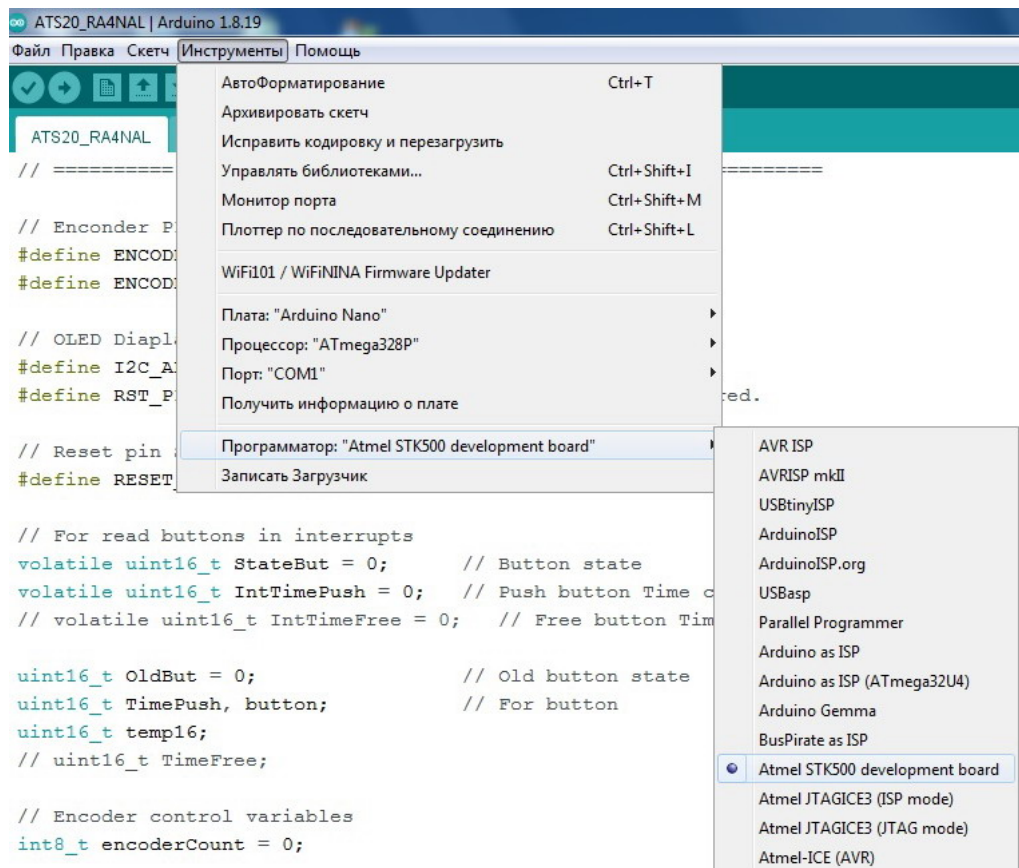 ATS20_RA4NAL | Arduino 1.8.19
Файл Правка Скетч Инструменты Помощь
АвтоФорматирование Ctrl+T
Архивировать скетч
Исправить кодировку и перезагрузить
Управлять библиотеками... Ctrl+Shift+I
Монитор порта Ctrl+Shift+M
Плоттер по последовательному соединению Ctrl+Shift+L
WiFi101 / WiFiNINA Firmware Updater
Плата: "Arduino Nano"
Процессор: "ATmega328P"
Порт: "COM1"
Получить информацию о плате
Программатор: "Atmel STK500 development board"
Записать Загрузчик
AVR ISP
AVRISP mkII
USBtinyISP
ArduinoISP
ArduinoISP.org
USBasp
Parallel Programmer
Arduino as ISP
Arduino as ISP (ATmega32U4)
Arduino Gemma
BusPirate as ISP
Atmel STK500 development board
Atmel JTAGICE3 (ISP mode)
Atmel JTAGICE3 (JTAG mode)
Atmel-ICE (AVR)
ATS20_RA4NAL
// ========== =========
// Enconder P
#define ENCOD
#define ENCOD
// OLED Diapl
#define I2C_A
#define RST_P red.
// Reset pin
#define RESET_
// For read buttons in interrupts
volatile uint16_t StateBut = 0; // Button state
volatile uint16_t IntTimePush = 0; // Push button Time c
// volatile uint16_t IntTimeFree = 0; // Free button Tim
uint16_t OldBut = 0; // Old button state
uint16_t TimePush, button; // For button
uint16_t temp16;
// uint16_t TimeFree;
// Encoder control variables
int8_t encoderCount = 0;